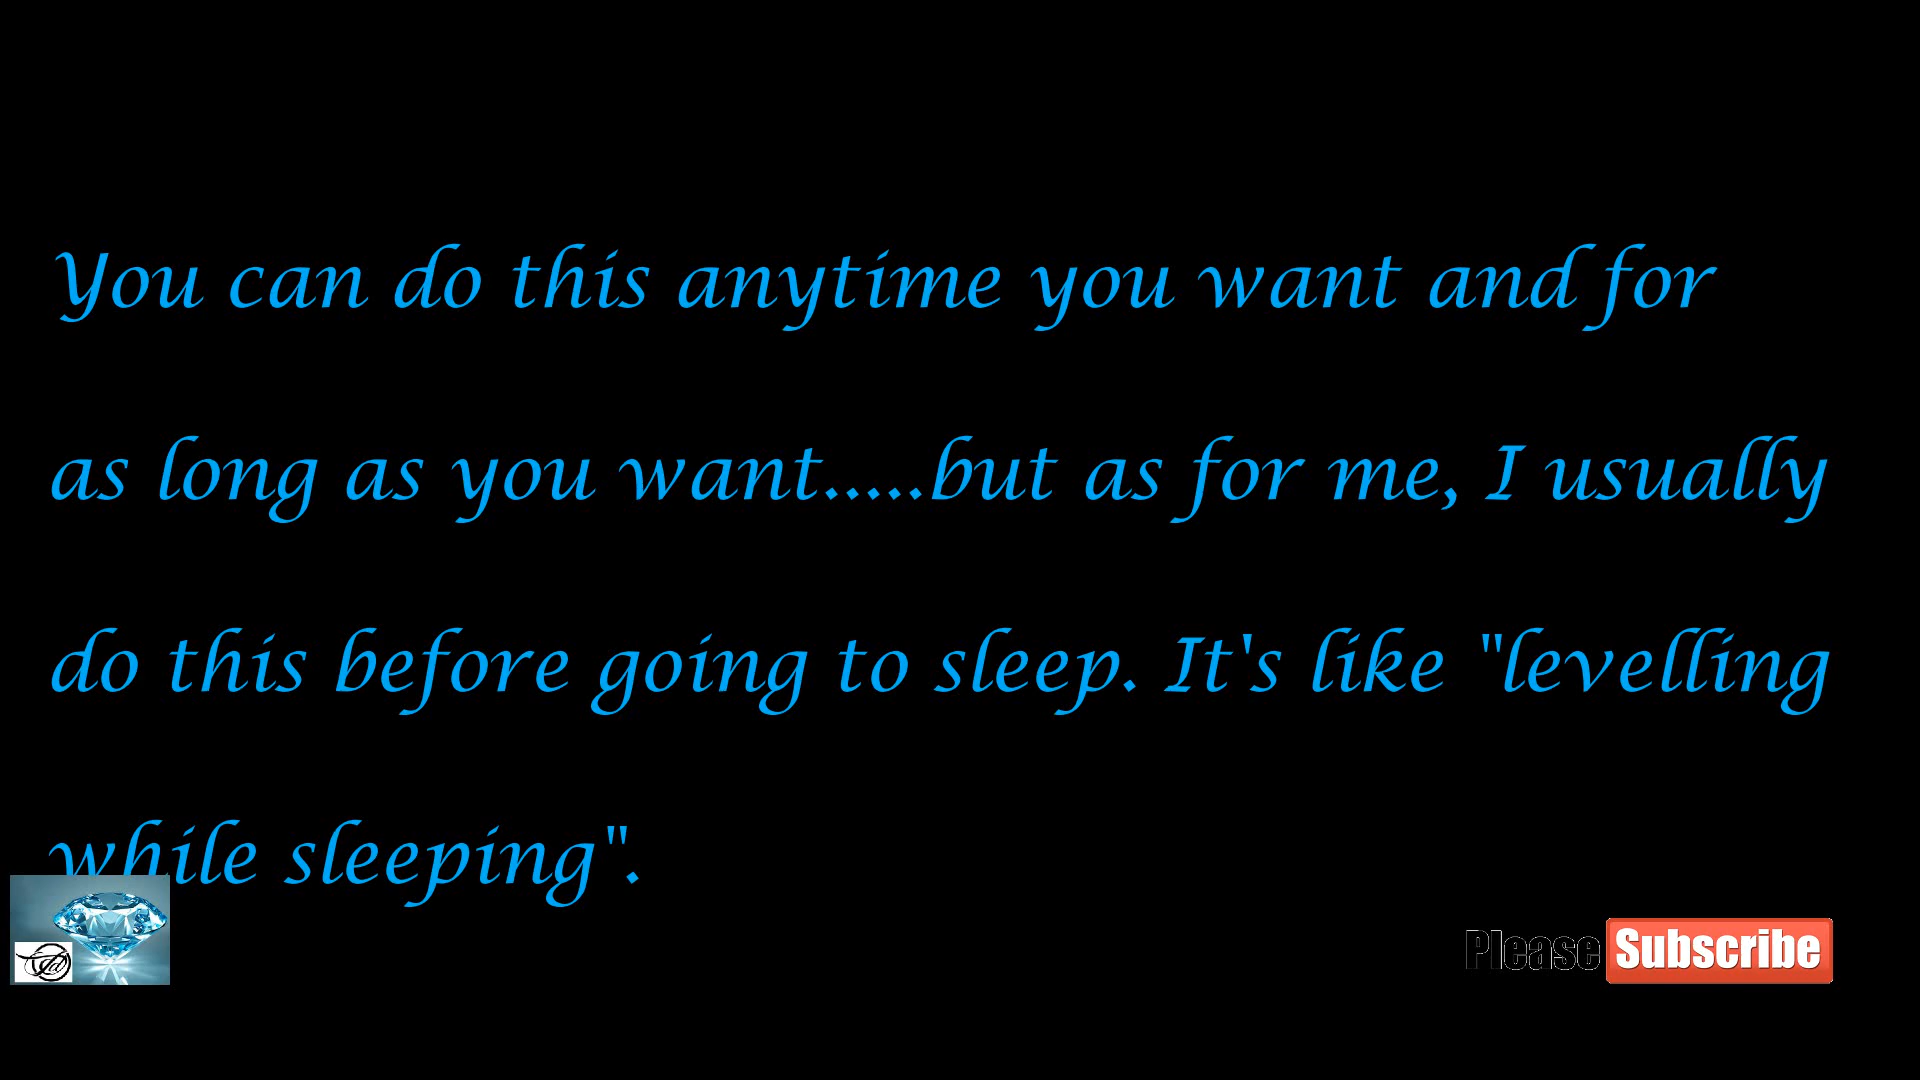 You can do this anytime you want and for
as long as you want.....but as for me, I usually
do this before going to sleep. It's like "levelling
while sleeping".
Please Subscribe